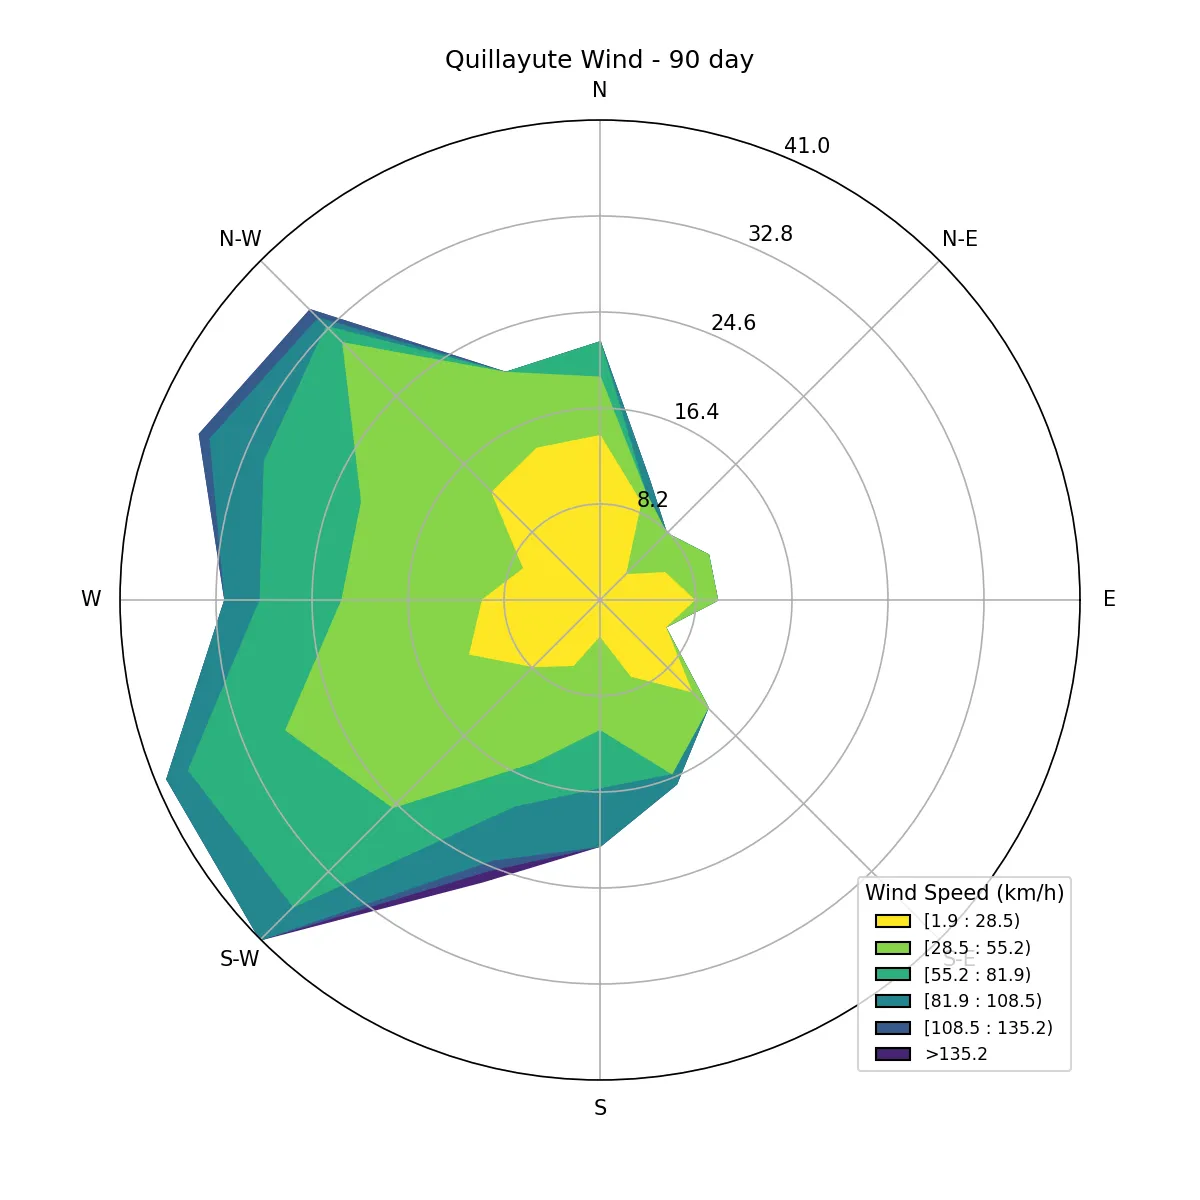 Quillayute Wind - 90 day
N
41.0
N-W
32.8
N-E
24.6
16.4
8.2
W
E
S-W
S-E
Wind Speed (km/h)
[1.9 : 28.5)
[28.5 : 55.2)
[55.2 : 81.9)
[81.9 : 108.5)
[108.5 : 135.2)
>135.2
S